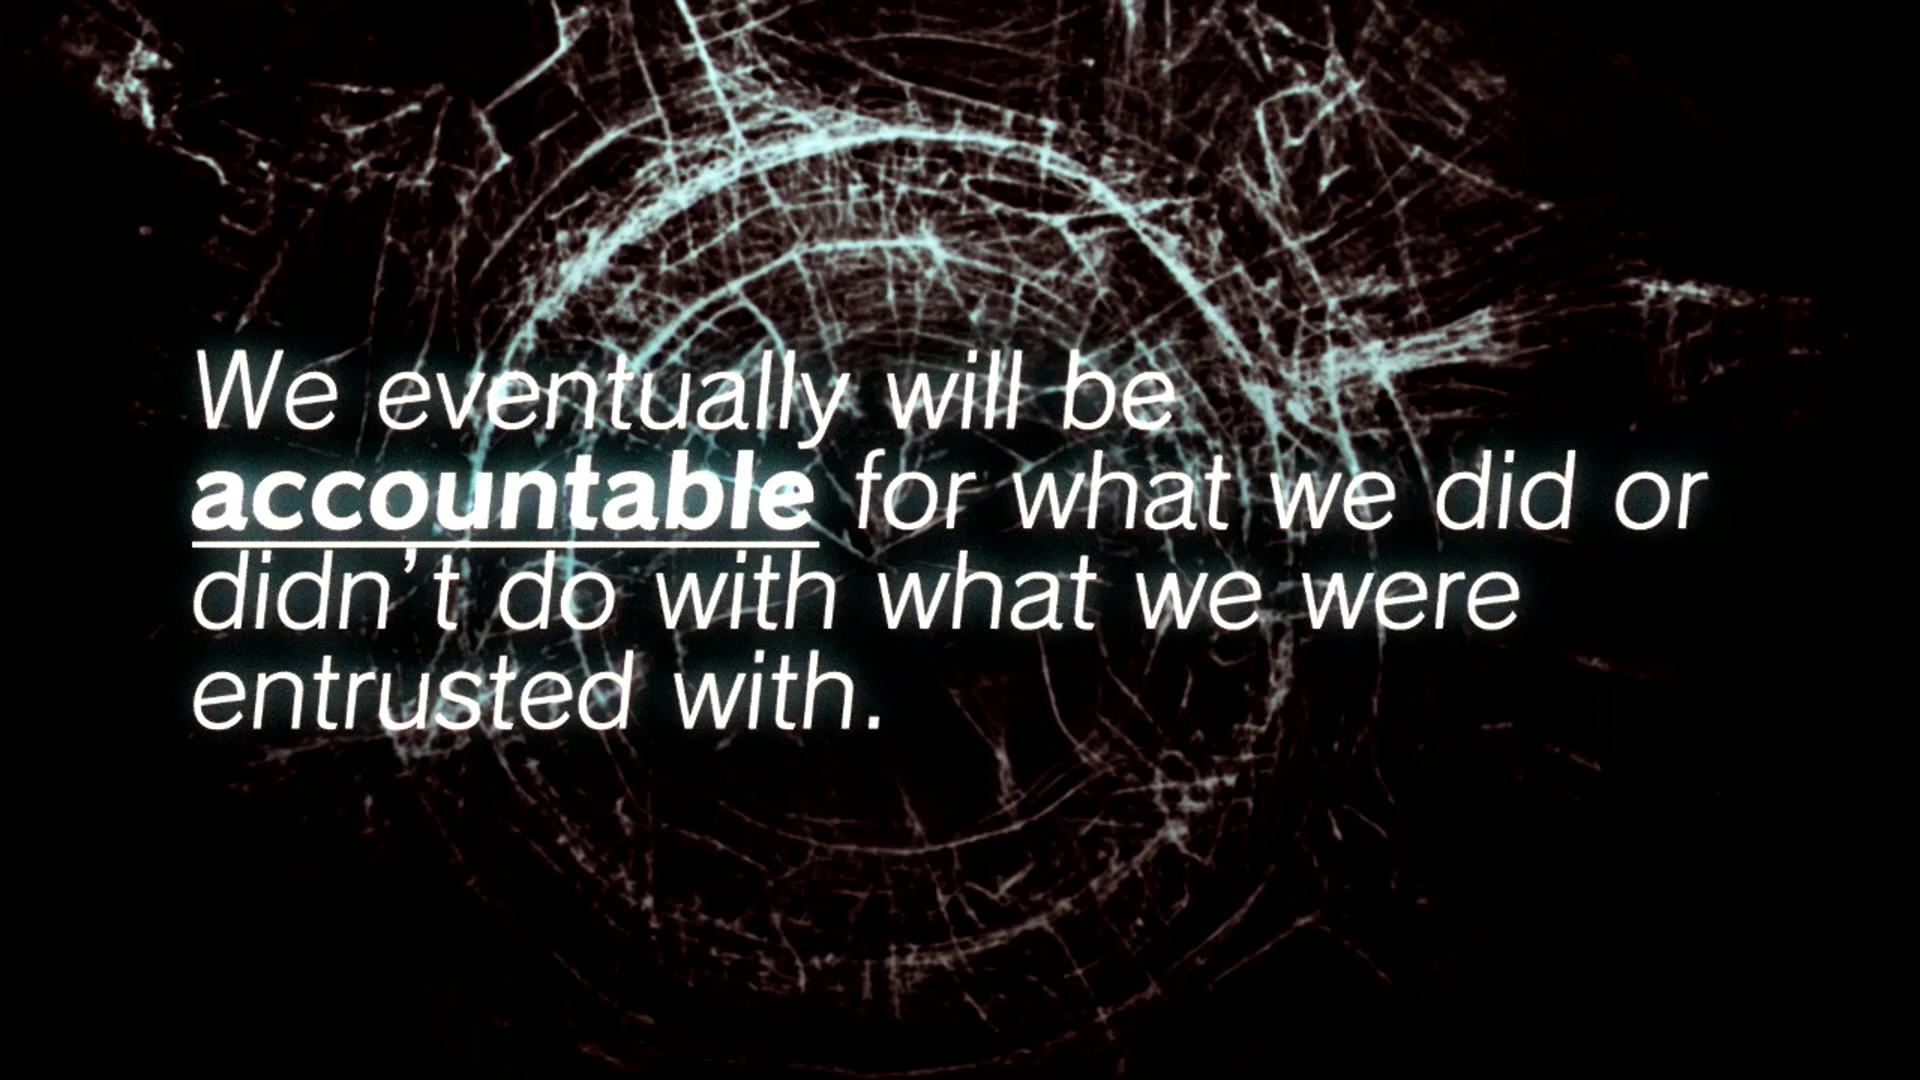 We eventually will be
accountable for what we did or
didn’t do with what we were
entrusted with.